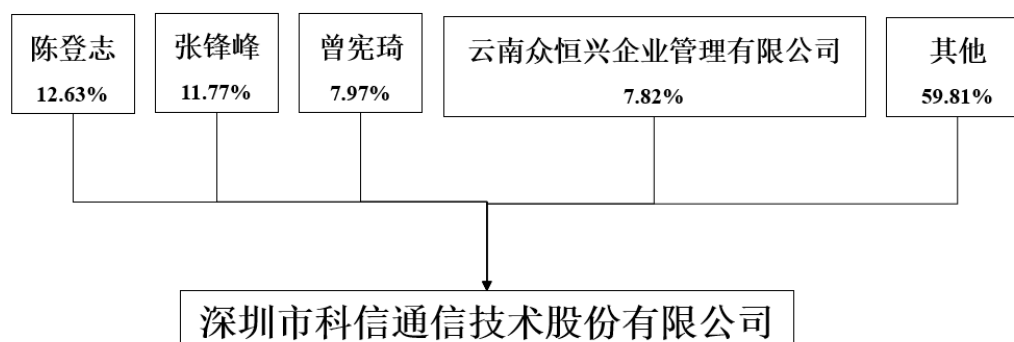 陈登志
12.63%
张锋峰
11.77%
曾宪琦
7.97%
云南众恒兴企业管理有限公司
7.82%
其他
59.81%
深圳市科信通信技术股份有限公司